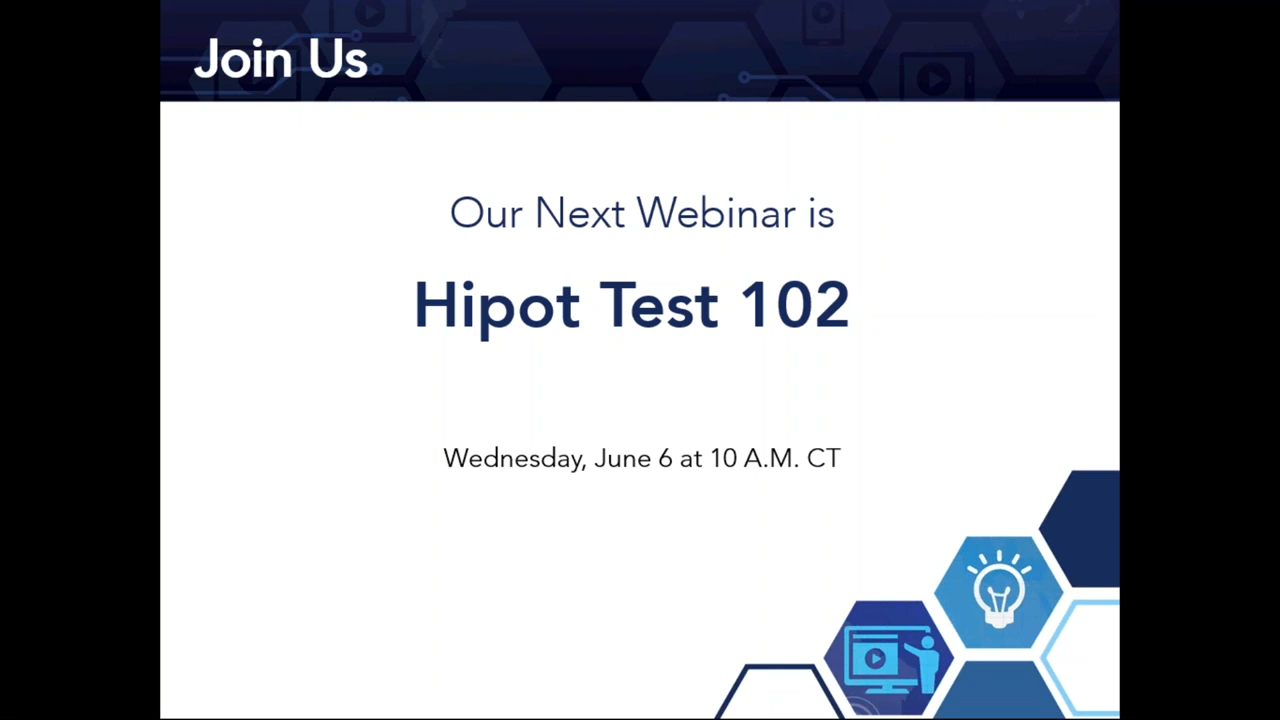 Join Us
Our Next Webinar is
Hipot Test 102
Wednesday, June 6 at 10 A.M. CT